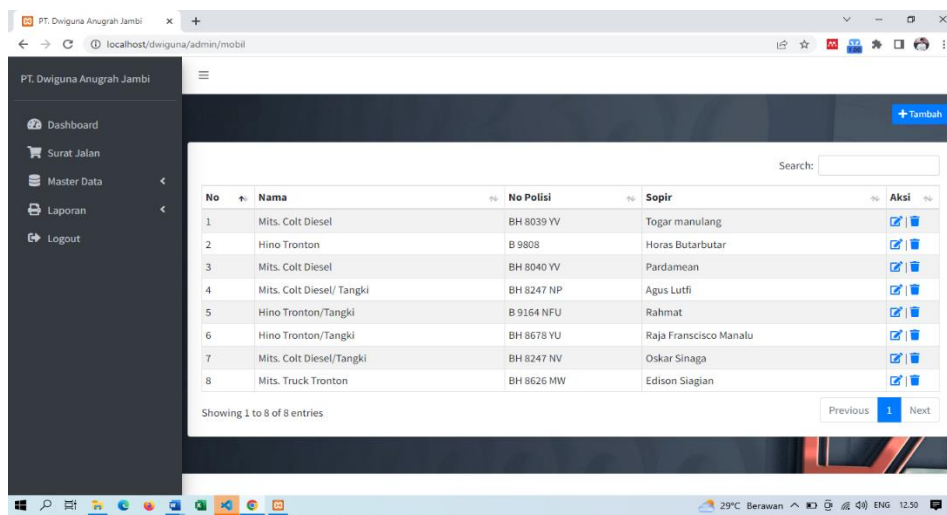 PT. Dwiguna Anugrah Jambi
localhost/dwiguna/admin/mobil
PT. Dwiguna Anugrah Jambi
+Tambah
Dashboard
Surat Jalan
Master Data
Laporan
Logout
Search:
No Nama No Polisi Sopir Aksi
1 Mits. Colt Diesel BH 8039 YV Togar manulang
2 Hino Tronton B 9808 Horas Butarbutar
3 Mits. Colt Diesel BH 8040 YV Pardamean
4 Mits. Colt Diesel/ Tangki BH 8247 NP Agus Lutfi
5 Hino Tronton/Tangki B 9164 NFU Rahmat
6 Hino Tronton/Tangki BH 8678 YU Raja Franscisco Manalu
7 Mits. Colt Diesel/Tangki BH 8247 NV Oskar Sinaga
8 Mits. Truck Tronton BH 8626 MW Edison Siagian
Showing 1 to 8 of 8 entries
Previous 1 Next
29°C Berawan ENG 12.50